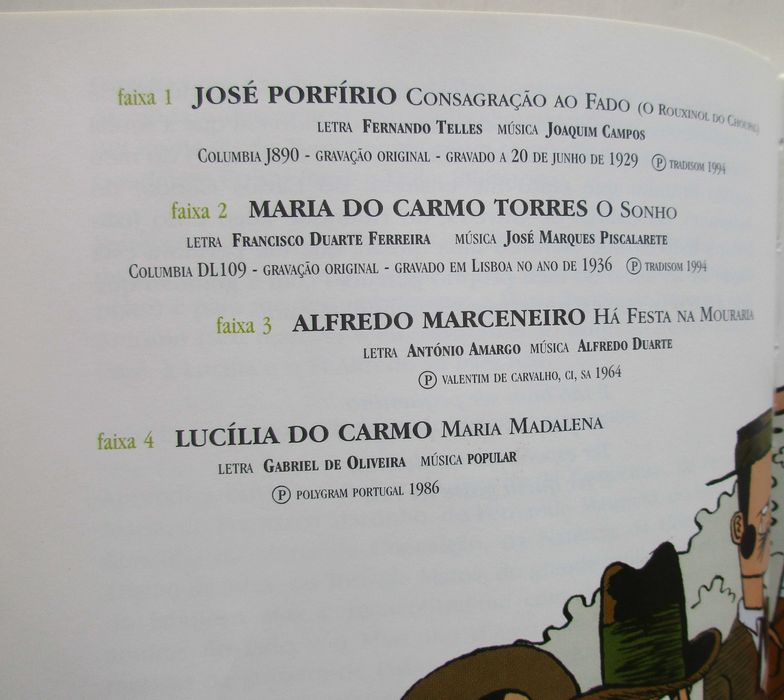 faixa 1 JOSÉ PORFÍRIO CONSAGRAÇÃO AO FADO (O ROUXINOL DO CHOUPAL)
LETRA FERNANDO TELLES MÚSICA JOAQUIM CAMPOS
COLUMBIA J890 - GRAVAÇÃO ORIGINAL - GRAVADO A 20 DE JUNHO DE 1929 Ⓟ TRADISOM 1994
faixa 2 MARIA DO CARMO TORRES O SONHO
LETRA FRANCISCO DUARTE FERREIRA MÚSICA JOSÉ MARQUES PISCALARETE
COLUMBIA DL109 - GRAVAÇÃO ORIGINAL - GRAVADO EM LISBOA NO ANO DE 1936 Ⓟ TRADISOM 1994
faixa 3 ALFREDO MARCENEIRO HÁ FESTA NA MOURARIA
LETRA ANTÓNIO AMARGO MÚSICA ALFREDO DUARTE
Ⓟ VALENTIM DE CARVALHO, CI, SA 1964
faixa 4 LUCÍLIA DO CARMO MARIA MADALENA
LETRA GABRIEL DE OLIVEIRA MÚSICA POPULAR
Ⓟ POLYGRAM PORTUGAL 1986